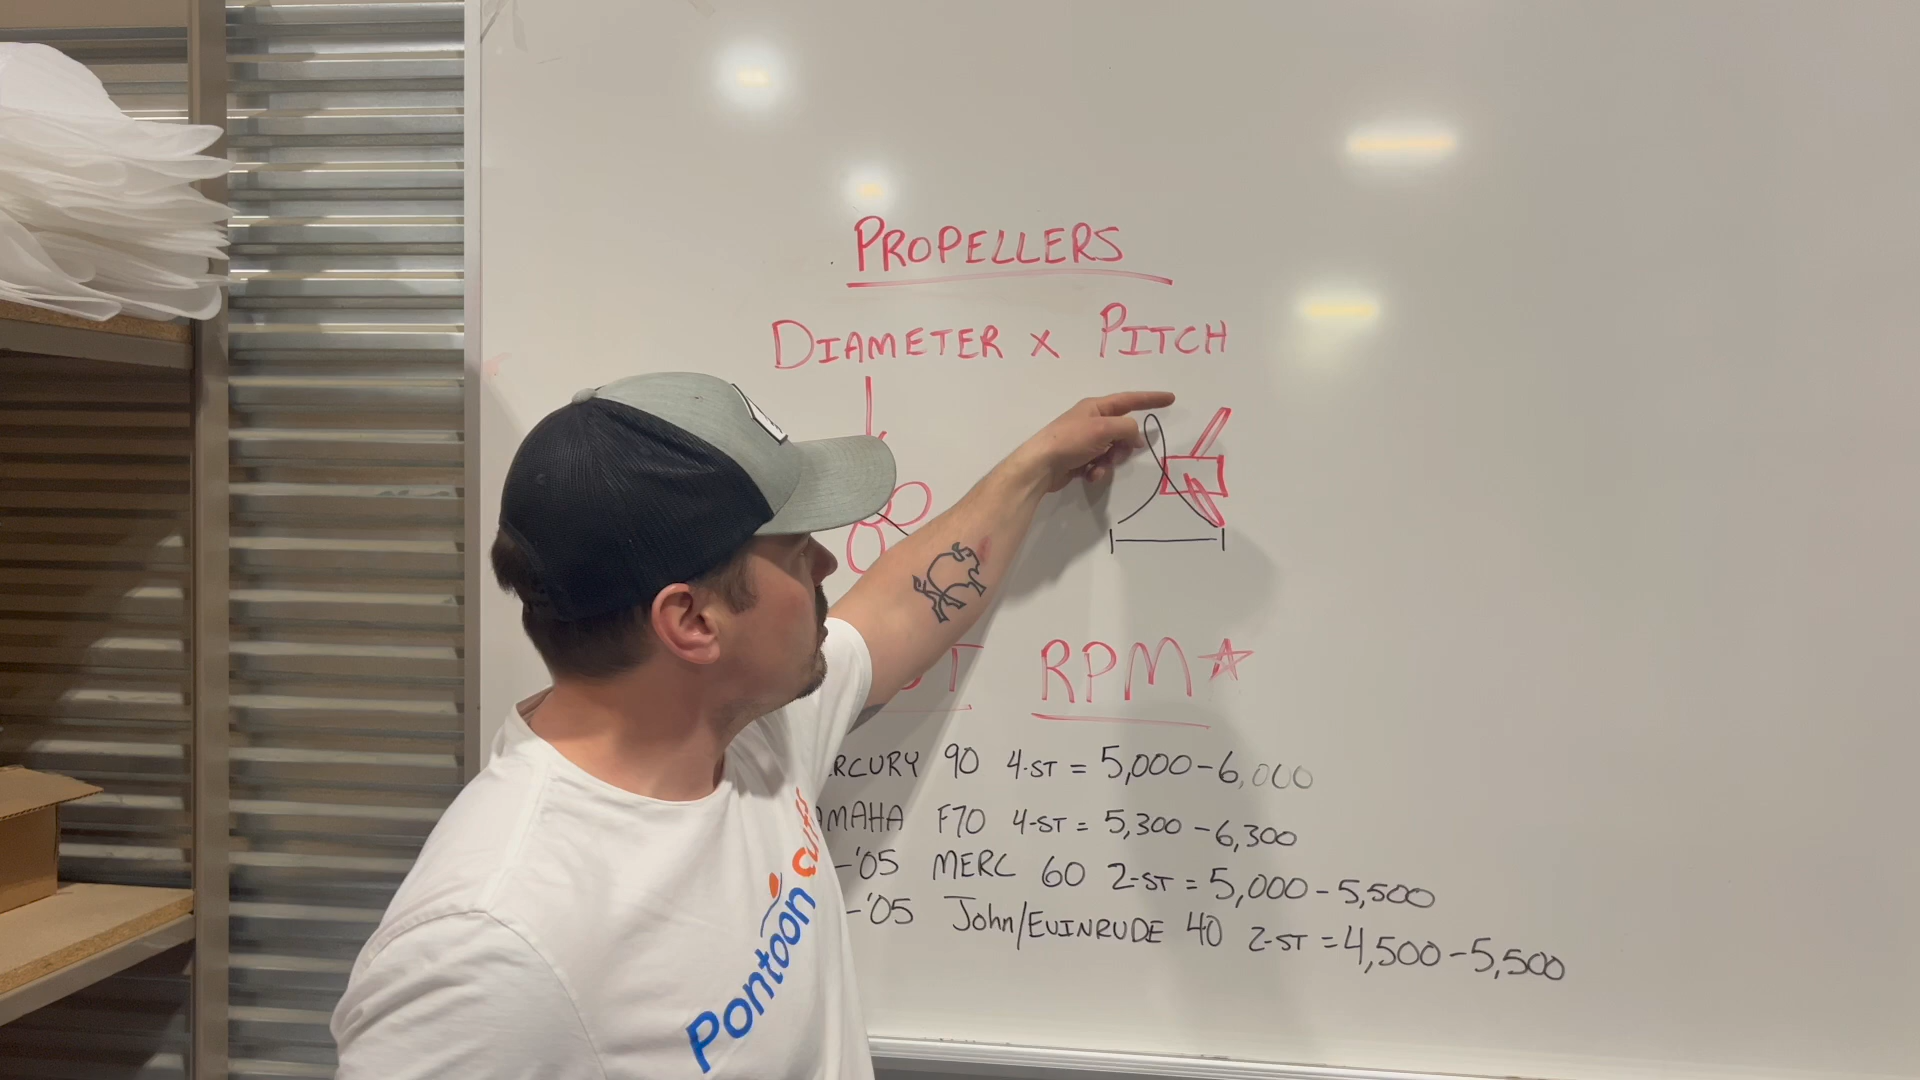 PROPELLERS
DIAMETER x PITCH
RPM
90 4-ST = 5,000-6,000
F70 4-ST = 5,300-6,300
-'05 MERC 60 2-ST = 5,000-5,500
-'05 John/EVINRUDE 40 2-ST = 4,500-5,500
Pontoon